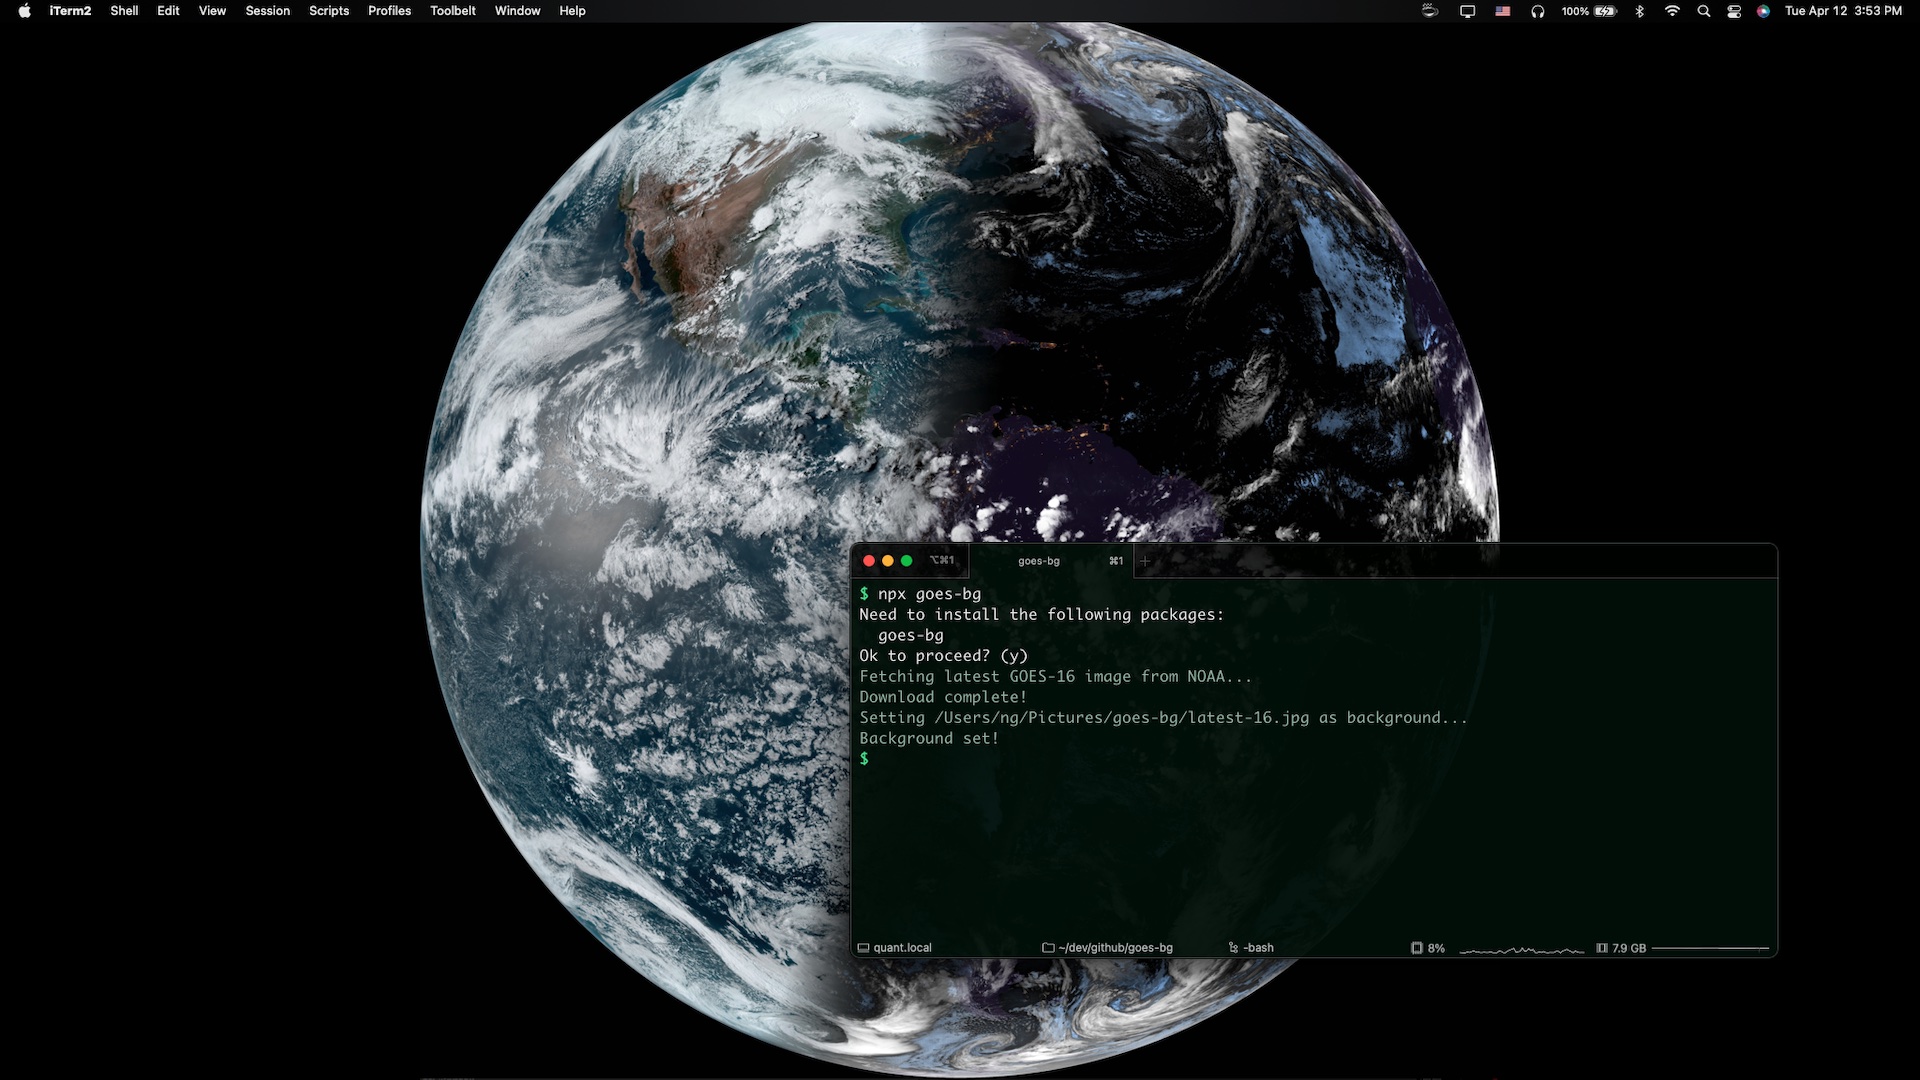 iTerm2 Shell Edit View Session Scripts Profiles Toolbelt Window Help 100% Tue Apr 12 3:53 PM
⌥⌘1 goes-bg ⌘1 +
$ npx goes-bg
Need to install the following packages:
  goes-bg
Ok to proceed? (y)
Fetching latest GOES-16 image from NOAA...
Download complete!
Setting /Users/ng/Pictures/goes-bg/latest-16.jpg as background...
Background set!
$
quant.local ~/dev/github/goes-bg -bash 8% 7.9 GB